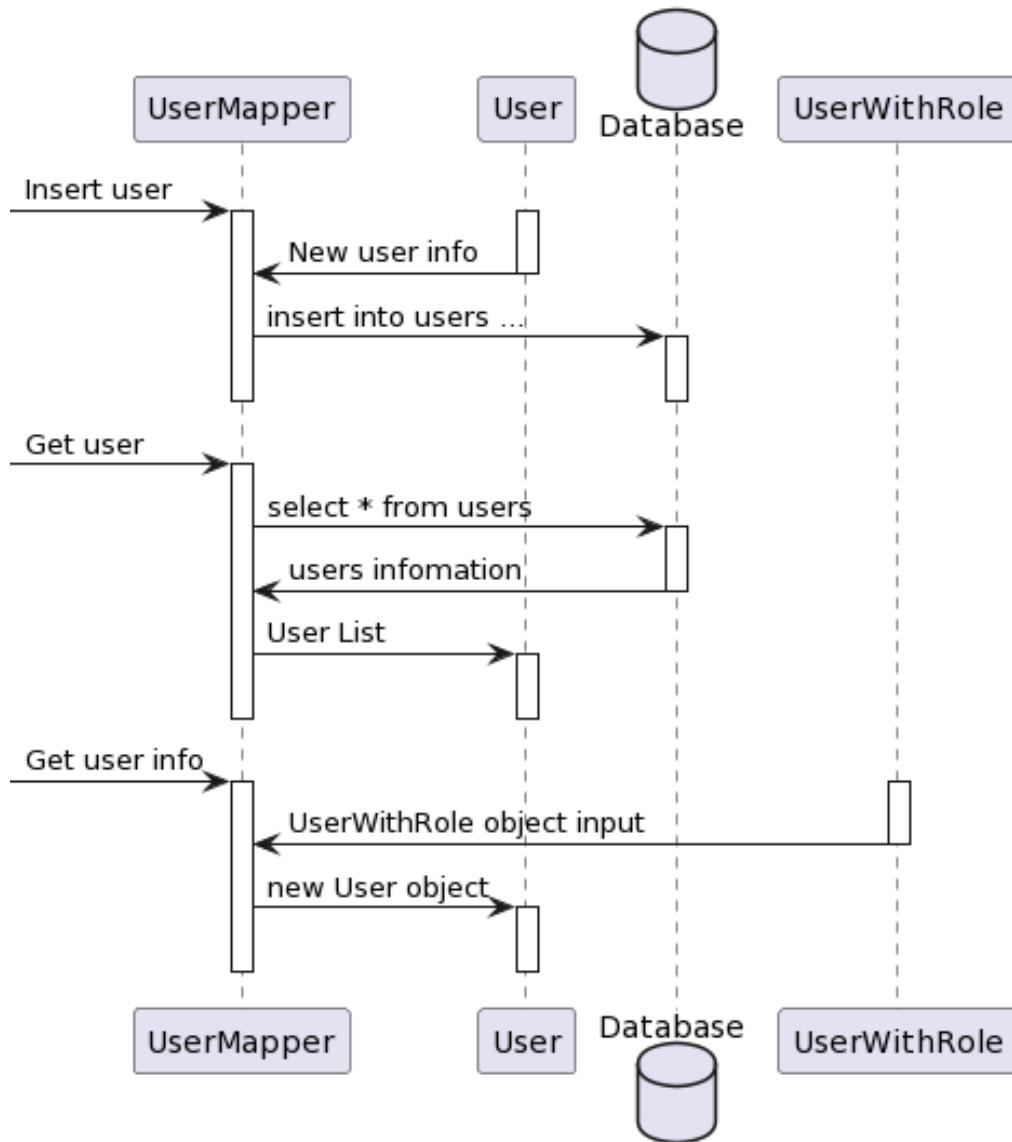 UserMapper
User
Database
UserWithRole
Insert user
New user info
insert into users ...
Get user
select * from users
users infomation
User List
Get user info
UserWithRole object input
new User object
UserMapper
User
Database
UserWithRole